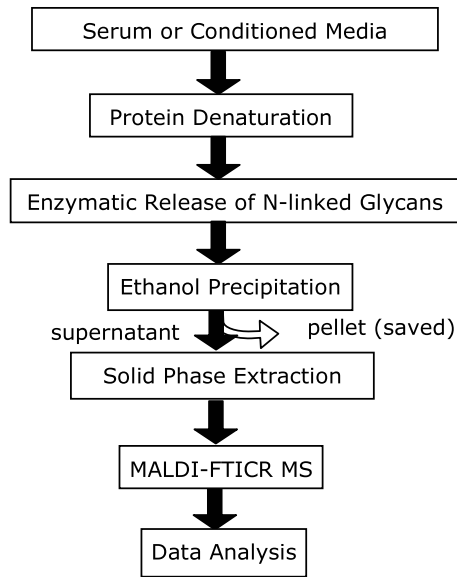 Serum or Conditioned Media
Protein Denaturation
Enzymatic Release of N-linked Glycans
Ethanol Precipitation
supernatant
pellet (saved)
Solid Phase Extraction
MALDI-FTICR MS
Data Analysis